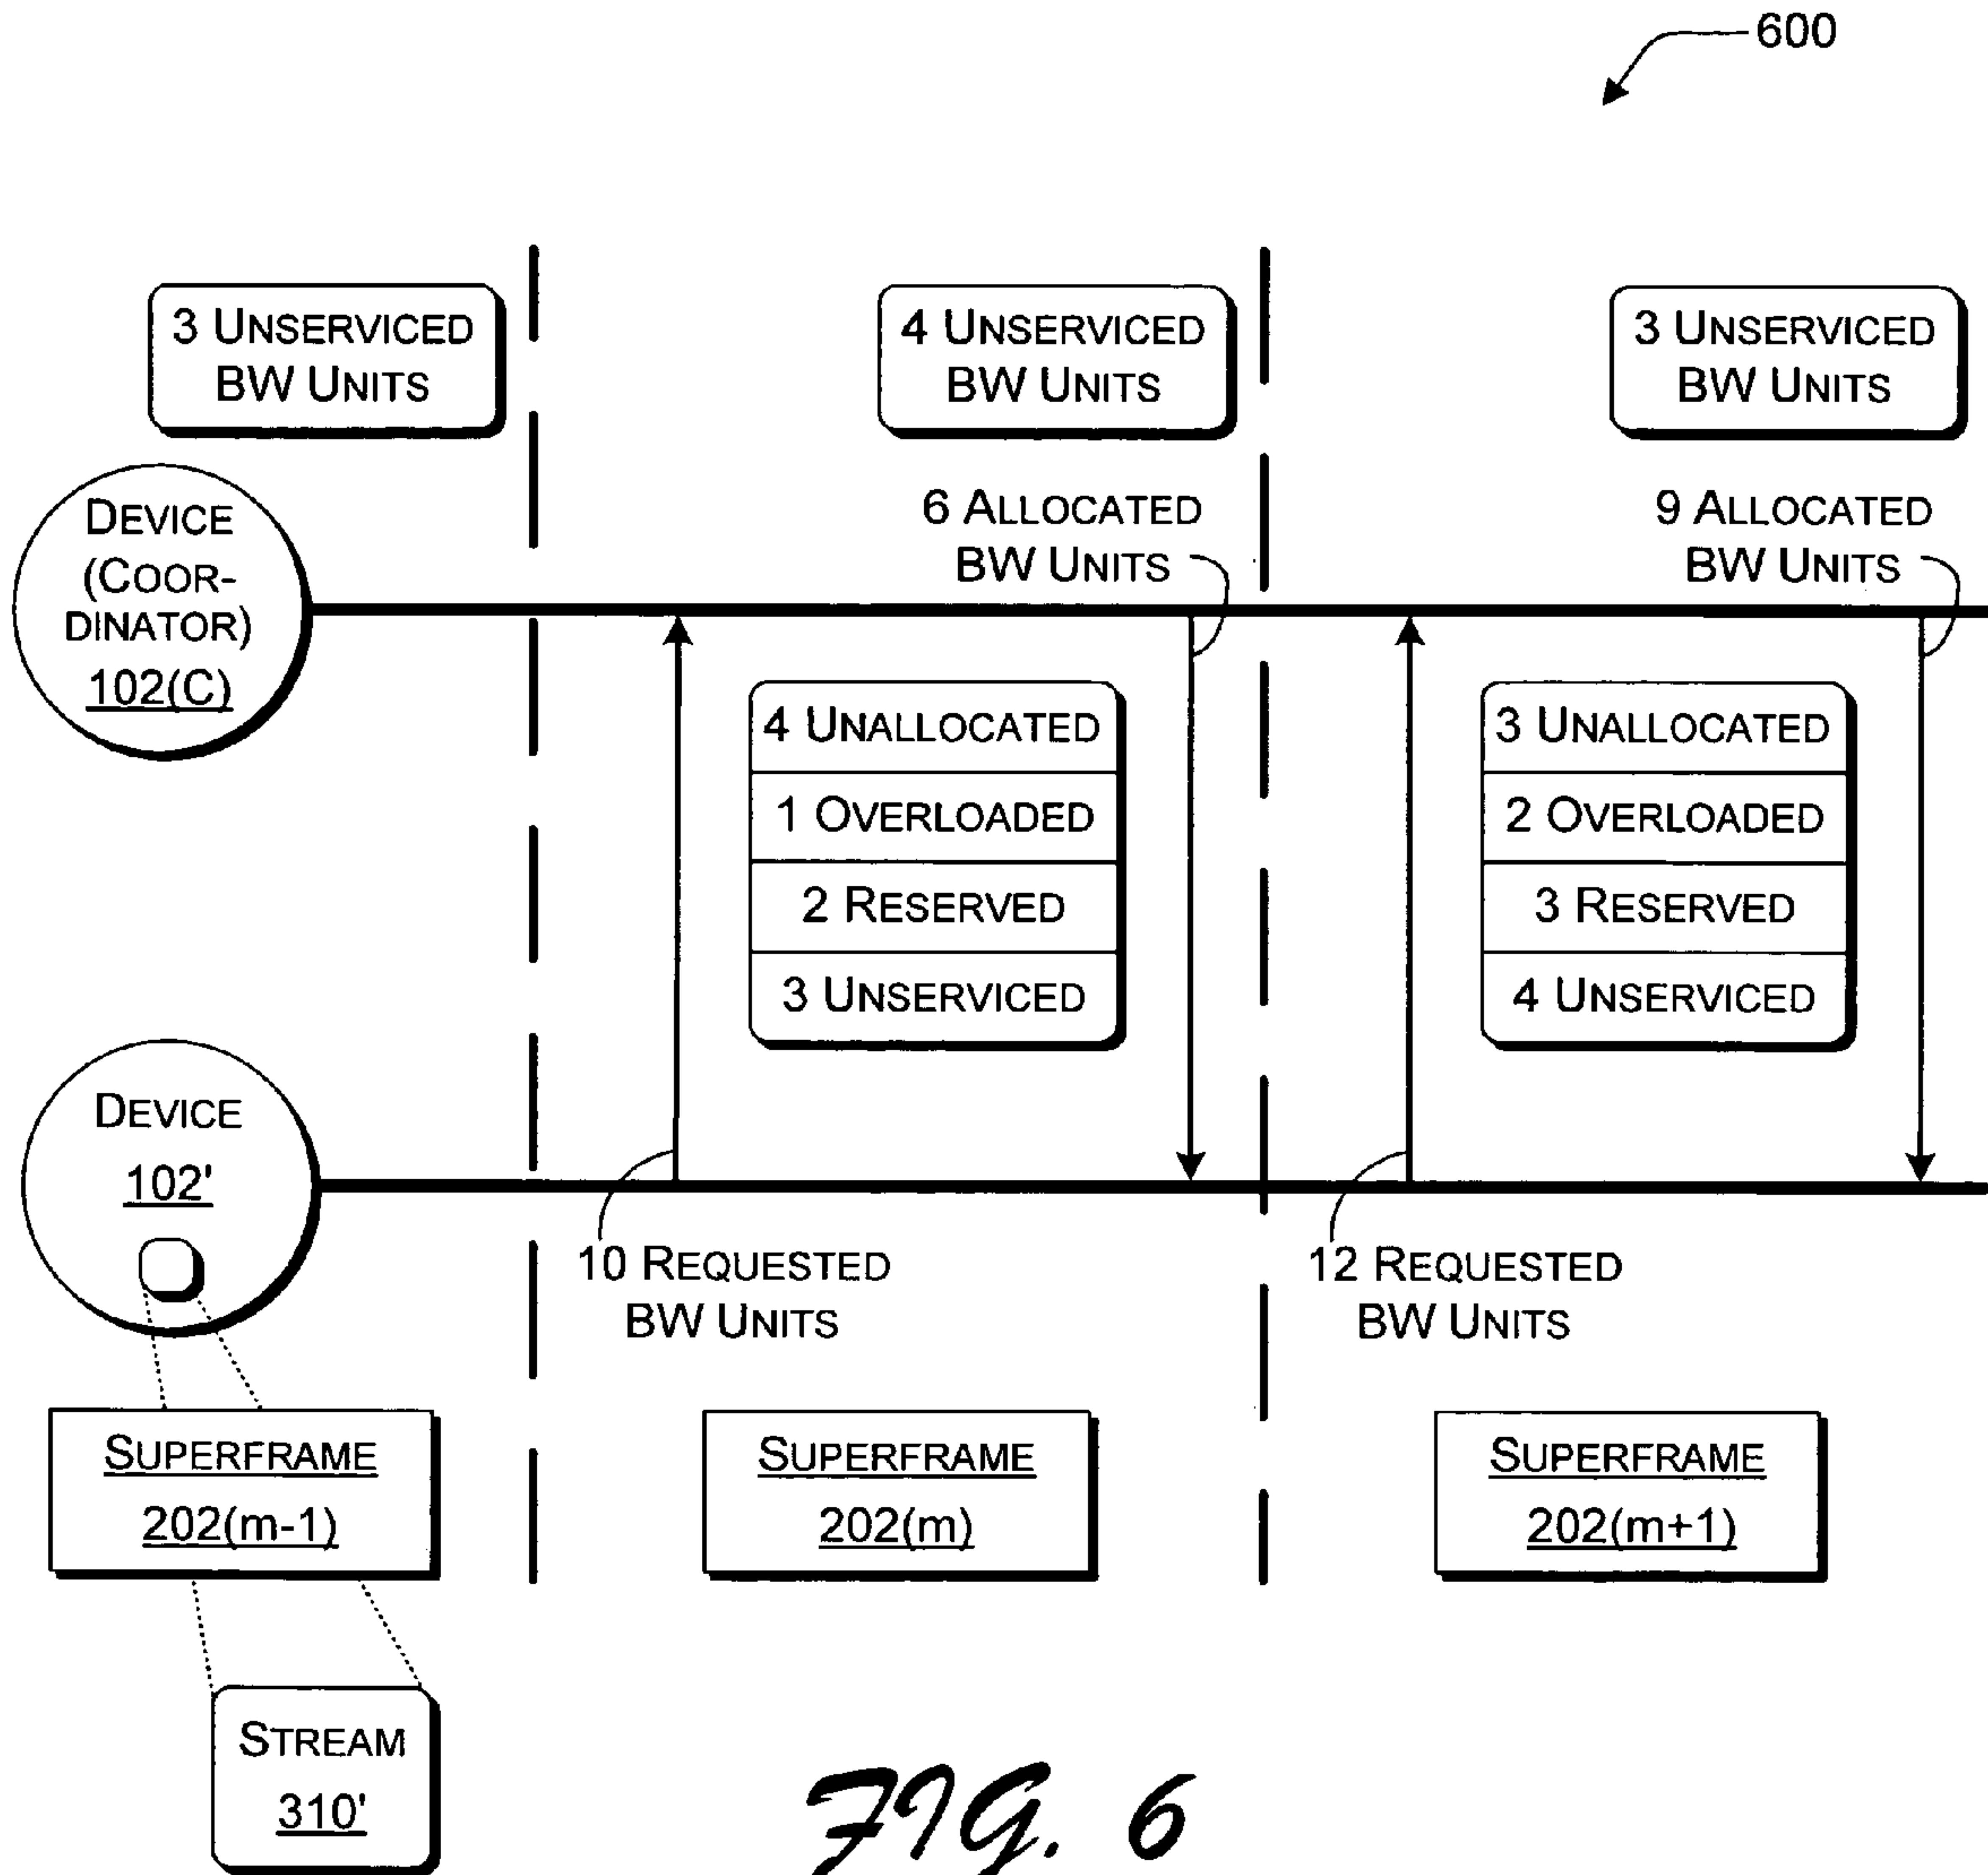 600
3 UNSERVICED
BW UNITS
4 UNSERVICED
BW UNITS
3 UNSERVICED
BW UNITS
DEVICE
(COOR-
DINATOR)
102(C)
6 ALLOCATED
BW UNITS
9 ALLOCATED
BW UNITS
4 UNALLOCATED
1 OVERLOADED
2 RESERVED
3 UNSERVICED
3 UNALLOCATED
2 OVERLOADED
3 RESERVED
4 UNSERVICED
DEVICE
102'
10 REQUESTED
BW UNITS
12 REQUESTED
BW UNITS
SUPERFRAME
202(m-1)
SUPERFRAME
202(m)
SUPERFRAME
202(m+1)
STREAM
310'
FIG. 6